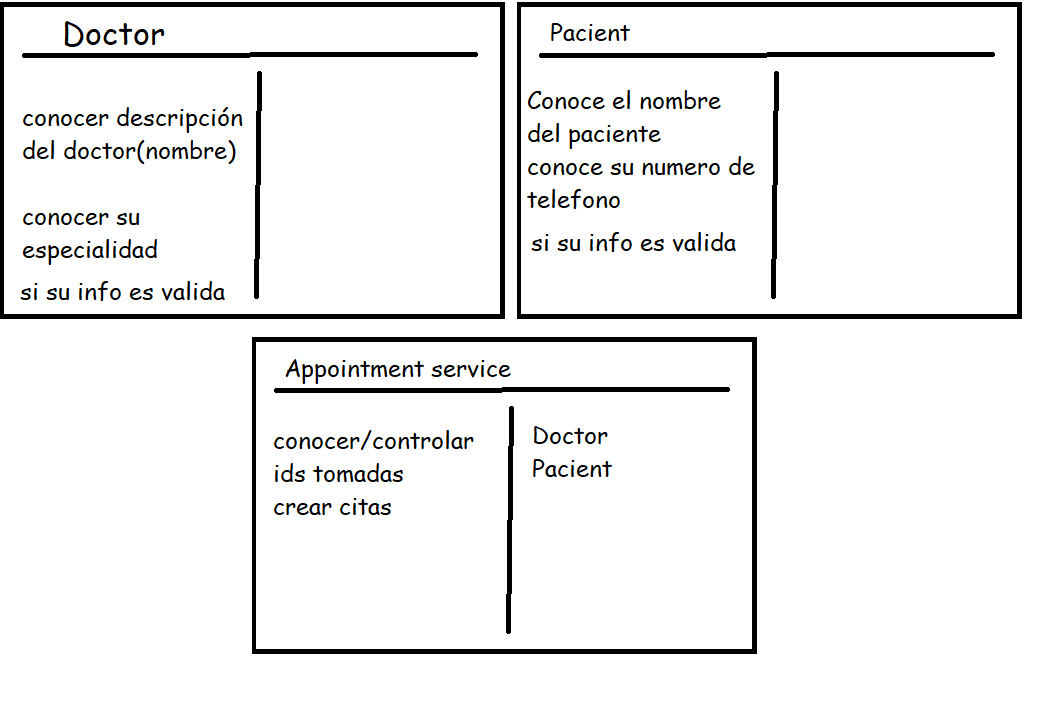 Doctor
conocer descripción
del doctor(nombre)
conocer su
especialidad
si su info es valida
Pacient
Conoce el nombre
del paciente
conoce su numero de
telefono
si su info es valida
Appointment service
conocer/controlar
ids tomadas
crear citas
Doctor
Pacient